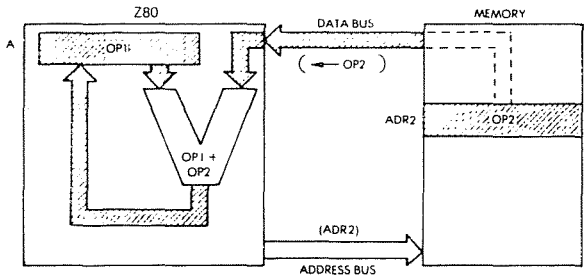 Z80
DATA BUS
MEMORY
A
OP1
( ← OP2 )
ADR2
OP2
OP1 +
OP2
(ADR2)
ADDRESS BUS